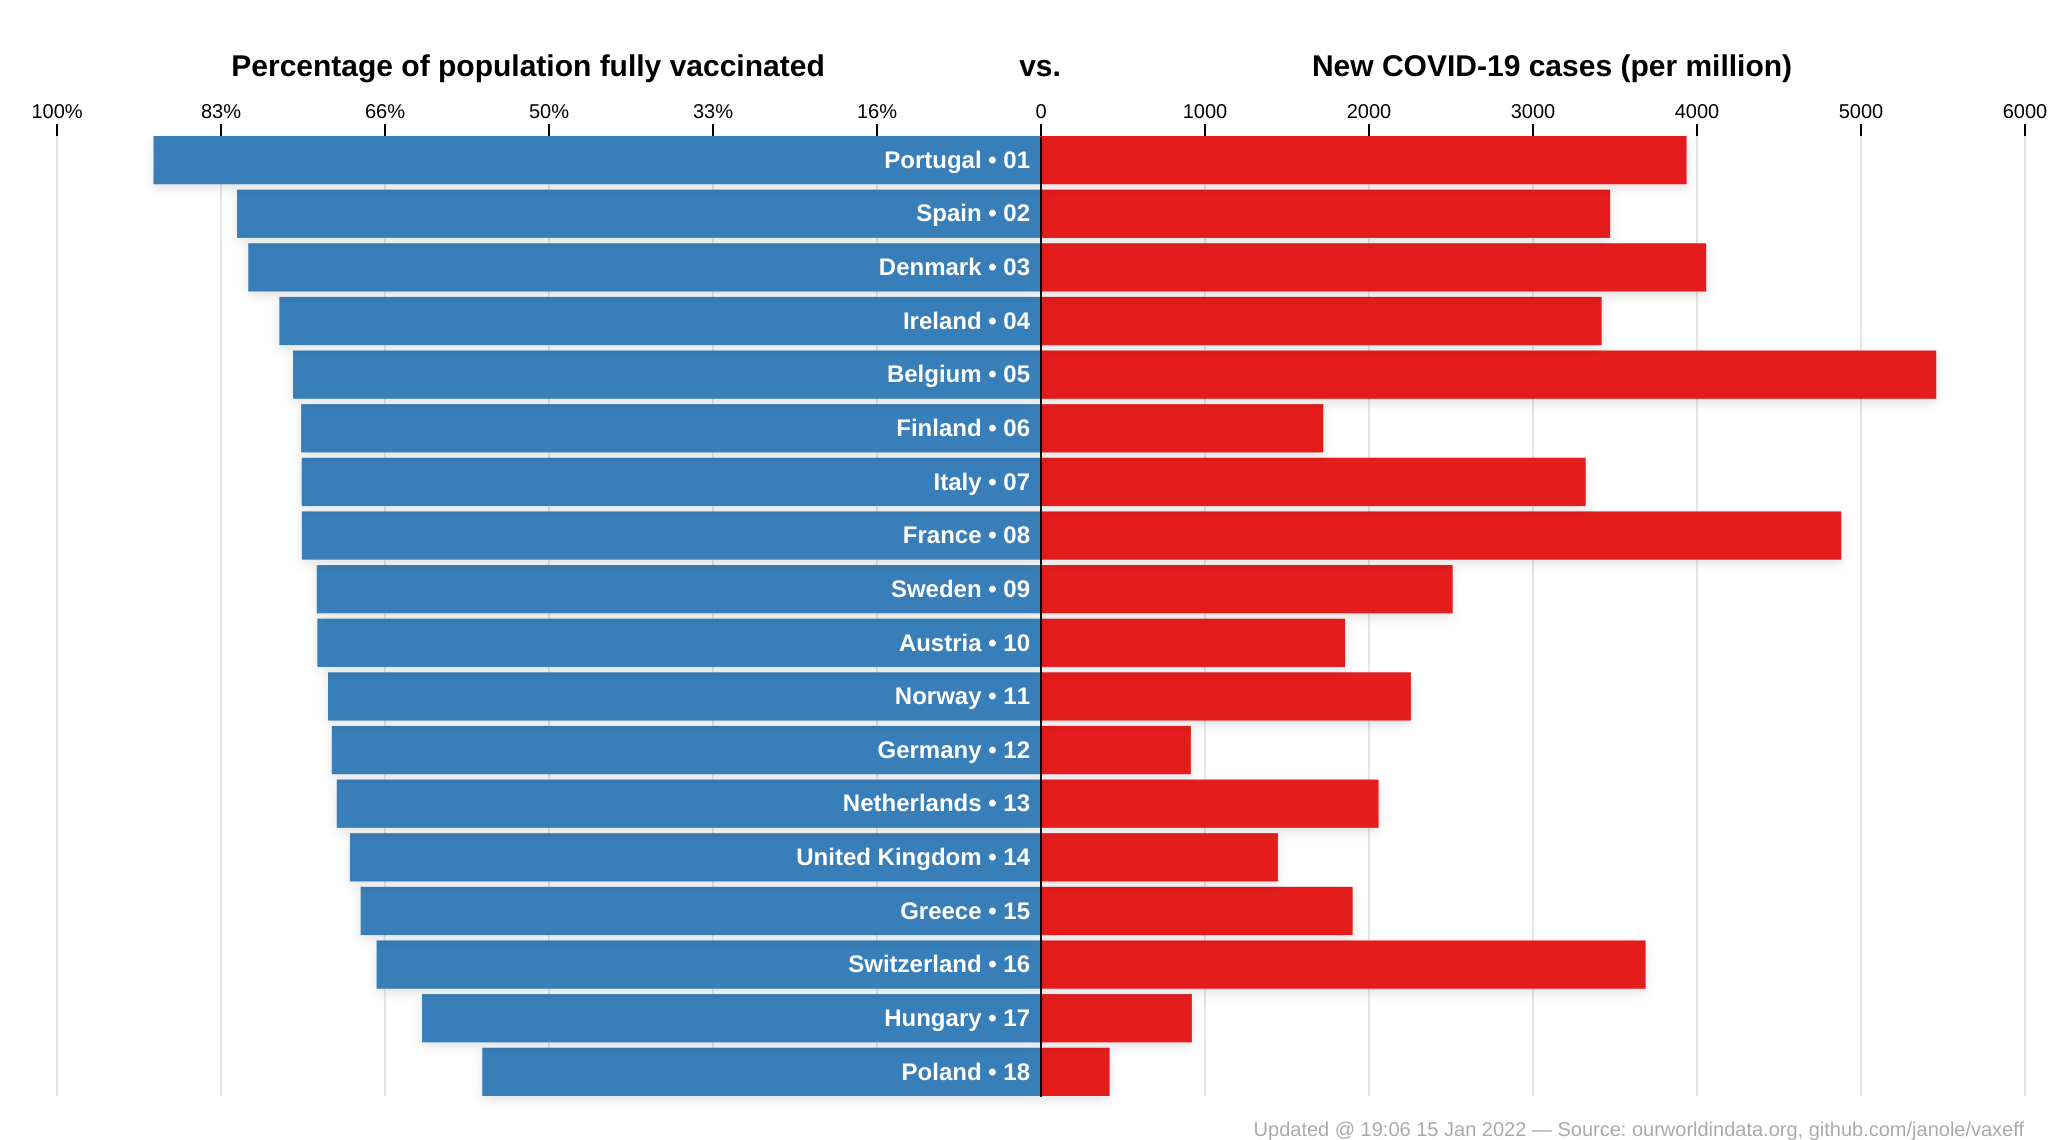 Percentage of population fully vaccinated vs. New COVID-19 cases (per million)
100% 83% 66% 50% 33% 16% 0 1000 2000 3000 4000 5000 6000
Portugal • 01
Spain • 02
Denmark • 03
Ireland • 04
Belgium • 05
Finland • 06
Italy • 07
France • 08
Sweden • 09
Austria • 10
Norway • 11
Germany • 12
Netherlands • 13
United Kingdom • 14
Greece • 15
Switzerland • 16
Hungary • 17
Poland • 18
Updated @ 19:06 15 Jan 2022 — Source: ourworldindata.org, github.com/janole/vaxeff